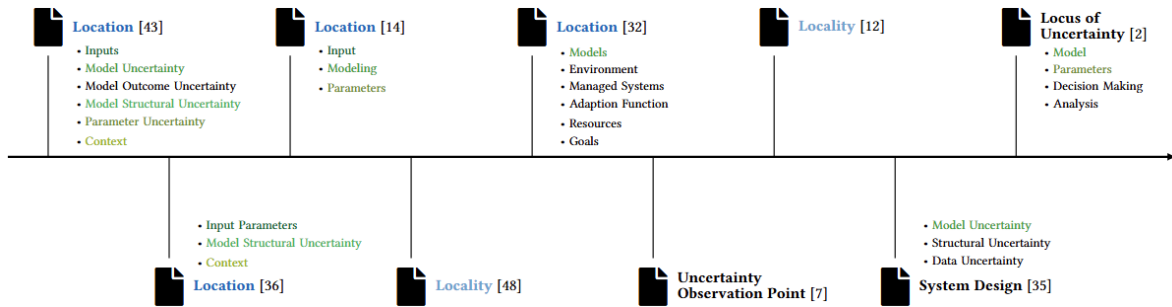 Location [43]
• Inputs
• Model Uncertainty
• Model Outcome Uncertainty
• Model Structural Uncertainty
• Parameter Uncertainty
• Context
Location [14]
• Input
• Modeling
• Parameters
Location [32]
• Models
• Environment
• Managed Systems
• Adaption Function
• Resources
• Goals
Locality [12]
Locus of
Uncertainty [2]
• Model
• Parameters
• Decision Making
• Analysis
• Input Parameters
• Model Structural Uncertainty
• Context
Location [36]
Locality [48]
Uncertainty
Observation Point [7]
• Model Uncertainty
• Structural Uncertainty
• Data Uncertainty
System Design [35]